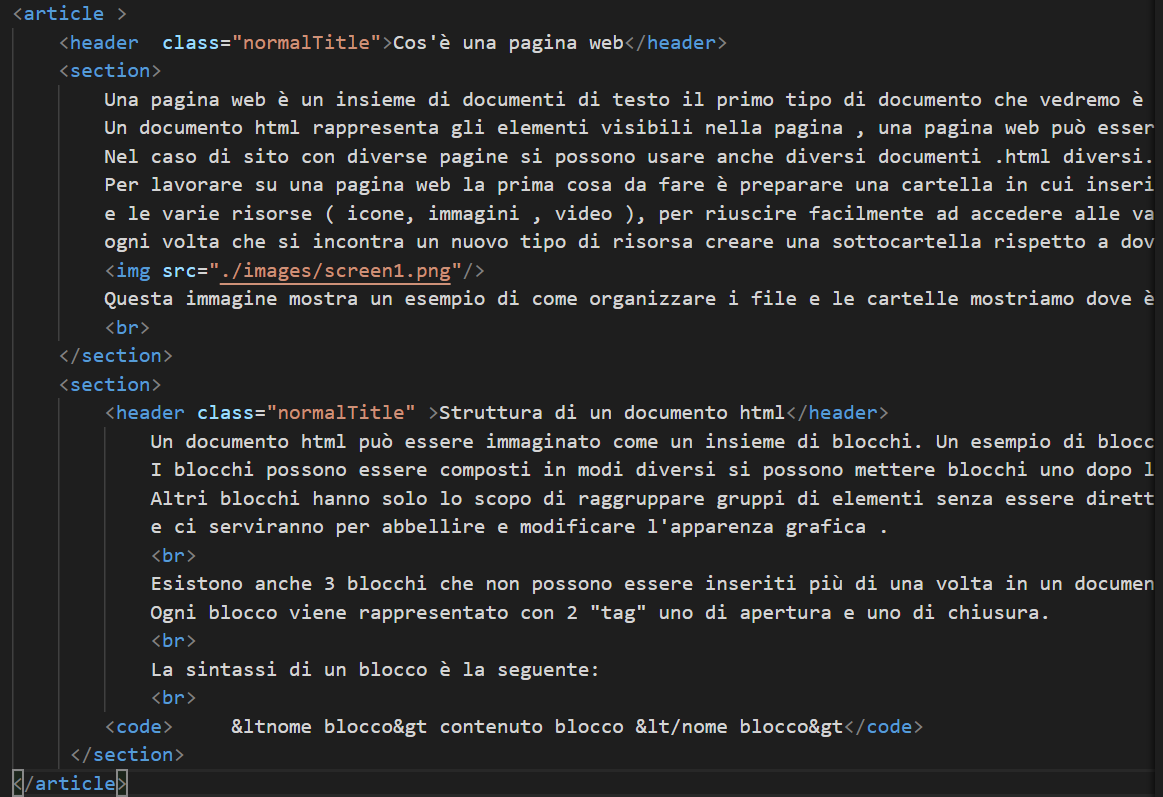 <article >
<header  class="normalTitle">Cos'è una pagina web</header>
<section>
Una pagina web è un insieme di documenti di testo il primo tipo di documento che vedremo è
Un documento html rappresenta gli elementi visibili nella pagina , una pagina web può esser
Nel caso di sito con diverse pagine si possono usare anche diversi documenti .html diversi.
Per lavorare su una pagina web la prima cosa da fare è preparare una cartella in cui inseri
e le varie risorse ( icone, immagini , video ), per riuscire facilmente ad accedere alle va
ogni volta che si incontra un nuovo tipo di risorsa creare una sottocartella rispetto a dov
<img src="./images/screen1.png"/>
Questa immagine mostra un esempio di come organizzare i file e le cartelle mostriamo dove è
<br>
</section>
<section>
<header class="normalTitle" >Struttura di un documento html</header>
Un documento html può essere immaginato come un insieme di blocchi. Un esempio di blocc
I blocchi possono essere composti in modi diversi si possono mettere blocchi uno dopo l
Altri blocchi hanno solo lo scopo di raggruppare gruppi di elementi senza essere dirett
e ci serviranno per abbellire e modificare l'apparenza grafica .
<br>
Esistono anche 3 blocchi che non possono essere inseriti più di una volta in un documen
Ogni blocco viene rappresentato con 2 "tag" uno di apertura e uno di chiusura.
<br>
La sintassi di un blocco è la seguente:
<br>
<code>     &ltnome blocco&gt contenuto blocco &lt/nome blocco&gt</code>
</section>
</article>